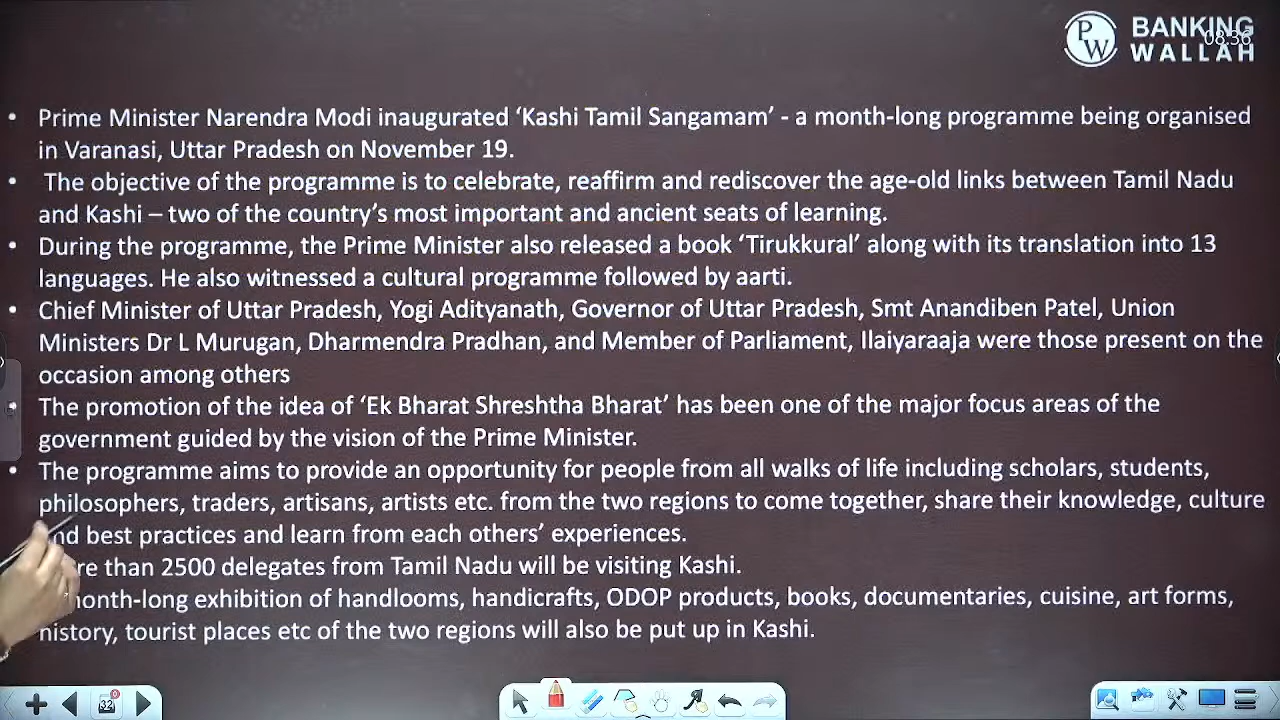 PW BANKING
WALLAH
08:36
• Prime Minister Narendra Modi inaugurated ‘Kashi Tamil Sangamam’ - a month-long programme being organised
in Varanasi, Uttar Pradesh on November 19.
• The objective of the programme is to celebrate, reaffirm and rediscover the age-old links between Tamil Nadu
and Kashi – two of the country’s most important and ancient seats of learning.
• During the programme, the Prime Minister also released a book ‘Tirukkural’ along with its translation into 13
languages. He also witnessed a cultural programme followed by aarti.
• Chief Minister of Uttar Pradesh, Yogi Adityanath, Governor of Uttar Pradesh, Smt Anandiben Patel, Union
Ministers Dr L Murugan, Dharmendra Pradhan, and Member of Parliament, Ilaiyaraaja were those present on the
occasion among others
• The promotion of the idea of ‘Ek Bharat Shreshtha Bharat’ has been one of the major focus areas of the
government guided by the vision of the Prime Minister.
• The programme aims to provide an opportunity for people from all walks of life including scholars, students,
philosophers, traders, artisans, artists etc. from the two regions to come together, share their knowledge, culture
nd best practices and learn from each others’ experiences.
re than 2500 delegates from Tamil Nadu will be visiting Kashi.
month-long exhibition of handlooms, handicrafts, ODOP products, books, documentaries, cuisine, art forms,
history, tourist places etc of the two regions will also be put up in Kashi.
32
0